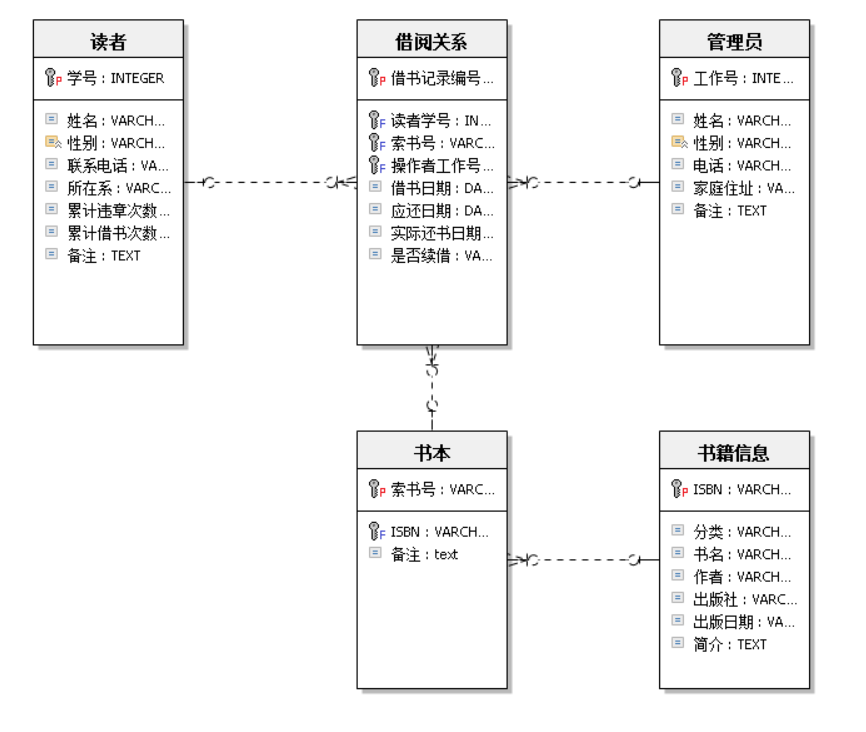 读者
学号 : INTEGER
姓名 : VARCH...
性别 : VARCH...
联系电话 : VA...
所在系 : VARC...
累计违章次数...
累计借书次数...
备注 : TEXT
借阅关系
借书记录编号...
读者学号 : IN...
索书号 : VARC...
操作者工作号...
借书日期 : DA...
应还日期 : DA...
实际还书日期...
是否续借 : VA...
管理员
工作号 : INTE...
姓名 : VARCH...
性别 : VARCH...
电话 : VARCH...
家庭住址 : VA...
备注 : TEXT
书本
索书号 : VARC...
ISBN : VARCH...
备注 : text
书籍信息
ISBN : VARCH...
分类 : VARCH...
书名 : VARCH...
作者 : VARCH...
出版社 : VARC...
出版日期 : VA...
简介 : TEXT